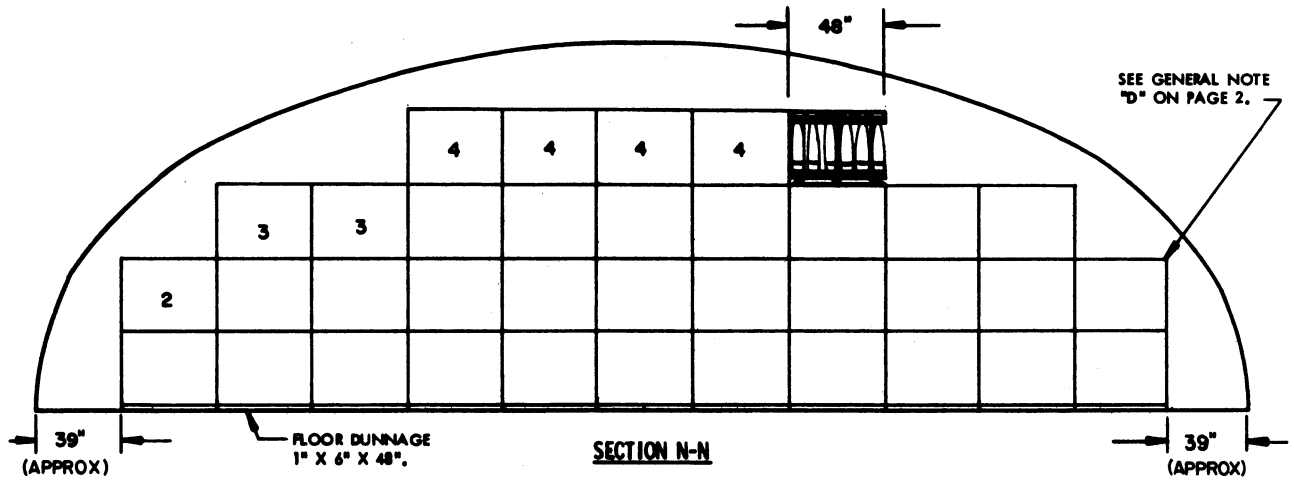 48"
SEE GENERAL NOTE
"D" ON PAGE 2.
4 4 4 4
3 3
2
39"
(APPROX)
FLOOR DUNNAGE
1" X 6" X 48".
SECTION N-N
39"
(APPROX)